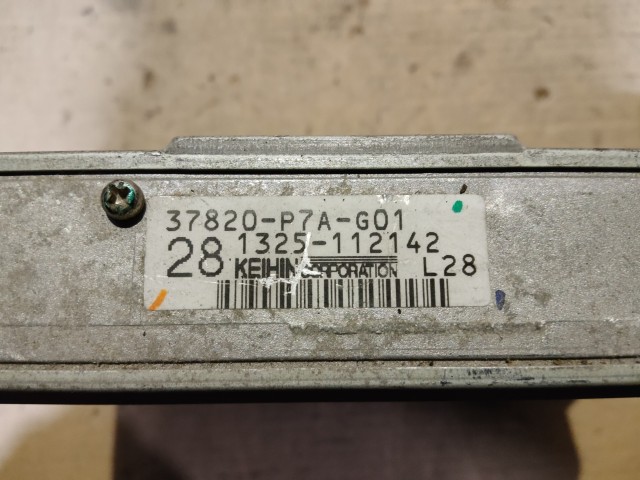 37820-P7A-G01
28 1325-112142
KEIHIN CORPORATION L28